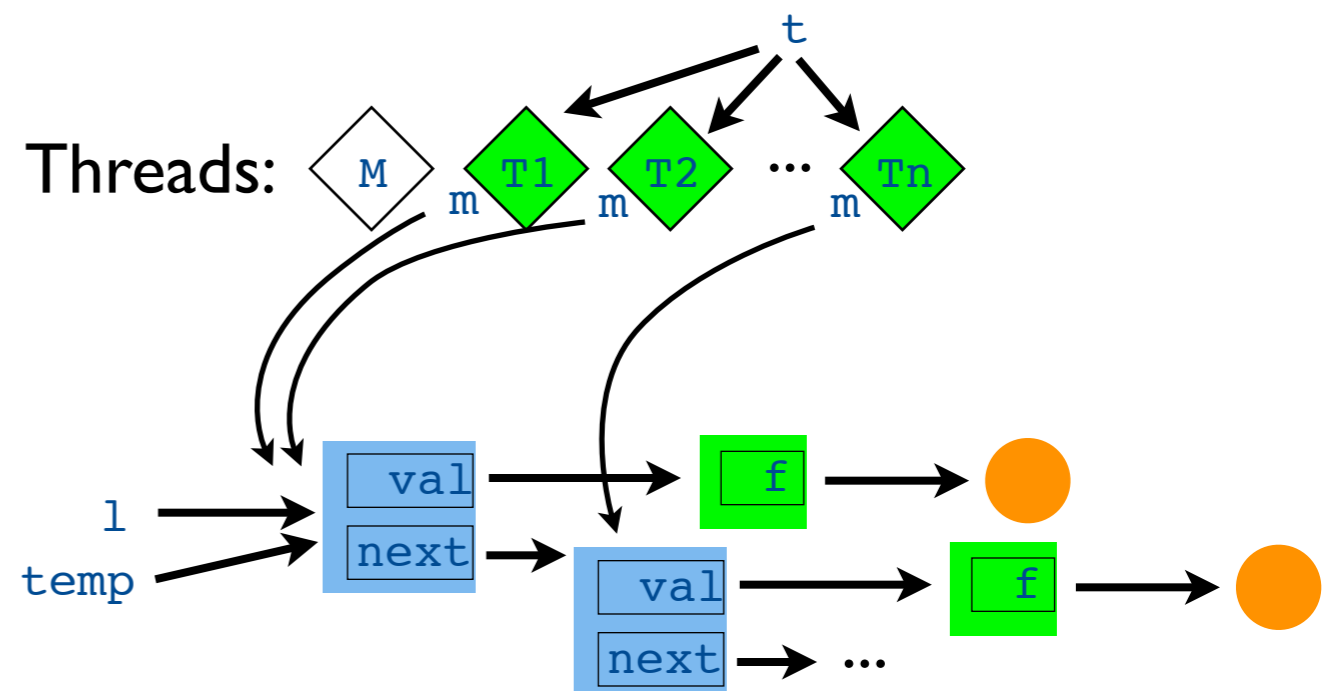 t
Threads: M T1 T2 ... Tn
m m m
val f
l
next
temp
val f
next ...